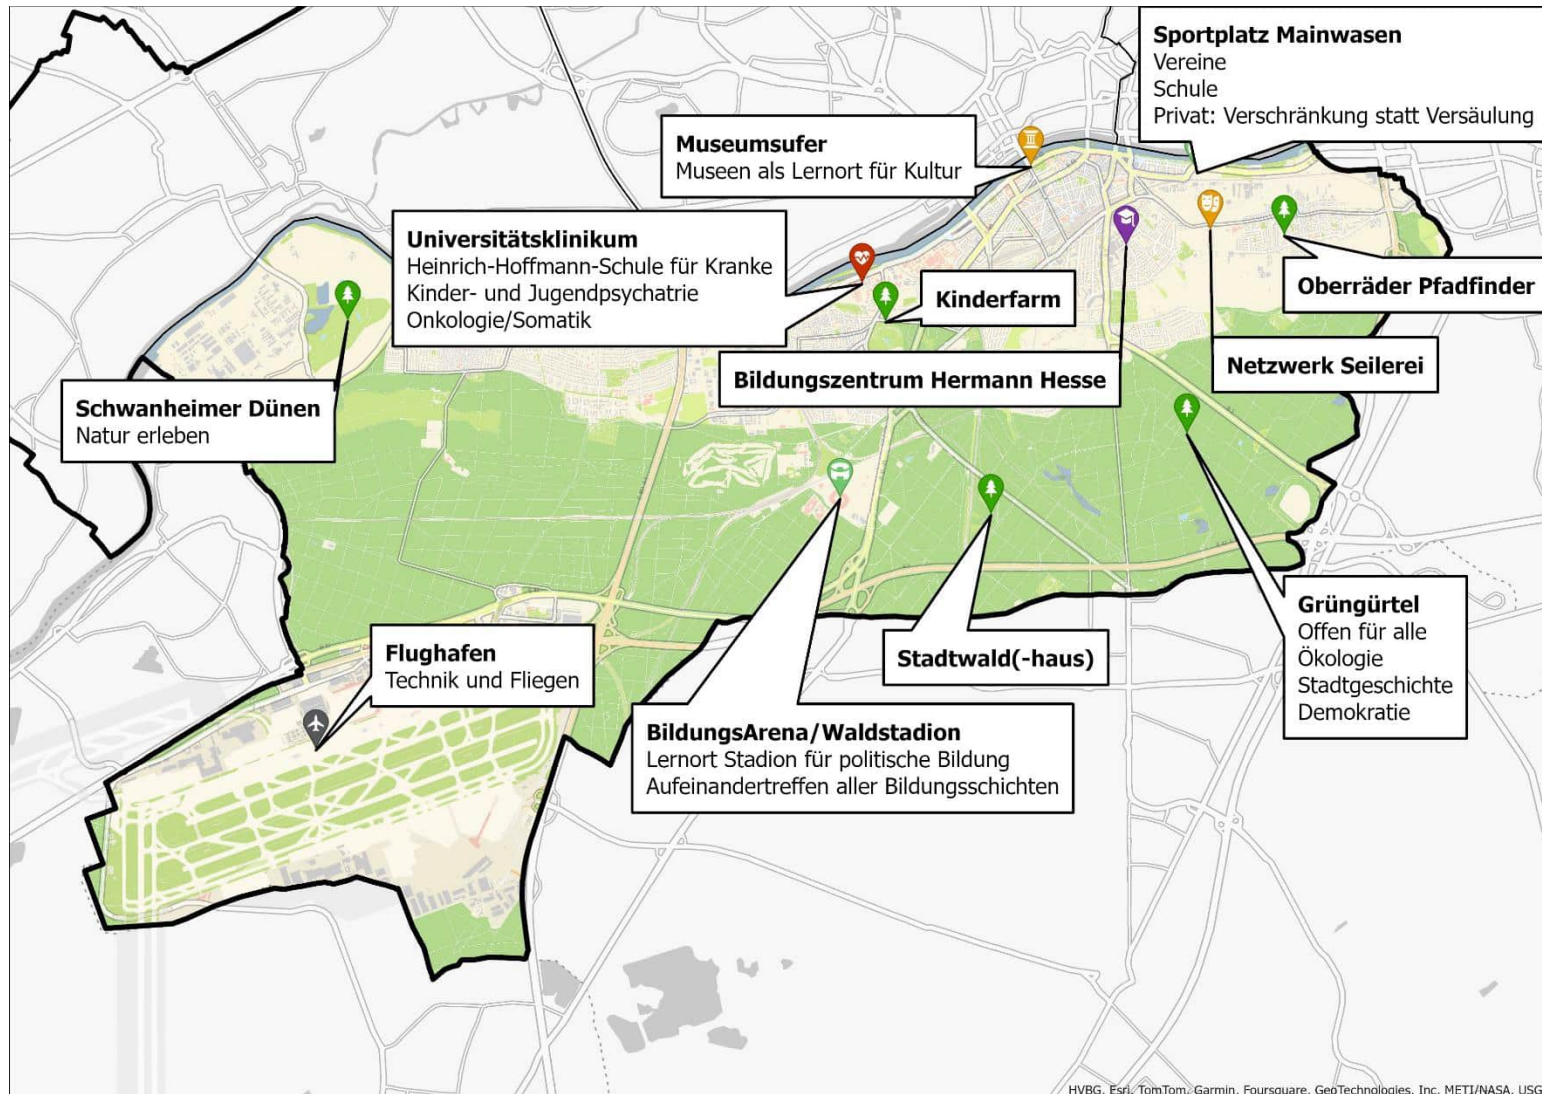 Sportplatz Mainwasen
Vereine
Schule
Privat: Verschränkung statt Versäulung
Museumsufer
Museen als Lernort für Kultur
Universitätsklinikum
Heinrich-Hoffmann-Schule für Kranke
Kinder- und Jugendpsychatrie
Onkologie/Somatik
Kinderfarm
Oberräder Pfadfinder
Bildungszentrum Hermann Hesse
Netzwerk Seilerei
Schwanheimer Dünen
Natur erleben
Flughafen
Technik und Fliegen
Stadtwald(-haus)
Grüngürtel
Offen für alle
Ökologie
Stadtgeschichte
Demokratie
BildungsArena/Waldstadion
Lernort Stadion für politische Bildung
Aufeinandertreffen aller Bildungsschichten
HVBG, Esri, TomTom, Garmin, Foursquare, GeoTechnologies, Inc, METI/NASA, USG